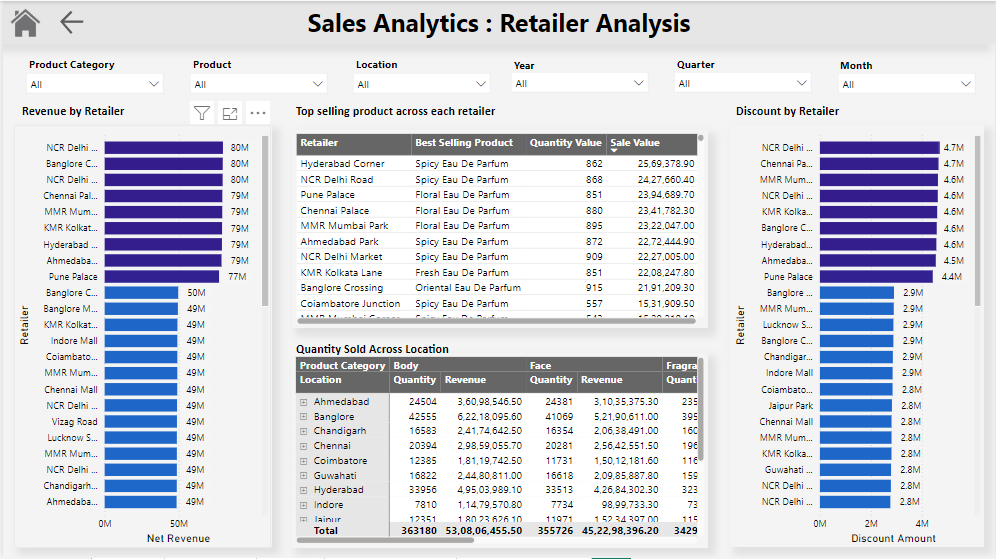 Sales Analytics : Retailer Analysis
Product Category
Product
Location
Year
Quarter
Month
All
All
All
All
All
All
Revenue by Retailer
NCR Delhi ... 80M
Banglore C... 80M
NCR Delhi ... 80M
Chennai Pal... 79M
MMR Mum... 79M
KMR Kolkat... 79M
Hyderabad ... 79M
Ahmedaba... 79M
Pune Palace 77M
Banglore C... 50M
Banglore M... 49M
KMR Kolkat... 49M
Indore Mall 49M
Coiambato... 49M
MMR Mum... 49M
Chennai Mall 49M
NCR Delhi ... 49M
Vizag Road 49M
Lucknow S... 49M
MMR Mum... 49M
NCR Delhi ... 49M
Chandigarh... 49M
Ahmedaba... 49M
0M 50M
Net Revenue
Retailer
Top selling product across each retailer
Retailer Best Selling Product Quantity Value Sale Value
Hyderabad Corner Spicy Eau De Parfum 862 25,69,378.90
NCR Delhi Road Spicy Eau De Parfum 868 24,27,660.40
Pune Palace Floral Eau De Parfum 851 23,94,689.70
Chennai Palace Floral Eau De Parfum 880 23,41,782.30
MMR Mumbai Park Floral Eau De Parfum 895 23,22,047.00
Ahmedabad Park Spicy Eau De Parfum 872 22,72,444.90
NCR Delhi Market Spicy Eau De Parfum 909 22,27,005.00
KMR Kolkata Lane Fresh Eau De Parfum 851 22,08,247.80
Banglore Crossing Oriental Eau De Parfum 915 21,91,209.30
Coiambatore Junction Spicy Eau De Parfum 557 15,31,909.50
Quantity Sold Across Location
Product Category Body Face Fragra
Location Quantity Revenue Quantity Revenue Quant
Ahmedabad 24504 3,60,98,546.50 24381 3,10,35,375.30 235
Banglore 42555 6,22,18,095.60 41069 5,21,90,611.00 395
Chandigarh 16583 2,41,74,642.50 16354 2,06,38,491.00 160
Chennai 20394 2,98,59,055.70 20281 2,56,42,551.50 196
Coimbatore 12385 1,81,19,742.50 11731 1,50,12,181.60 116
Guwahati 16822 2,44,80,811.00 16618 2,09,85,887.80 159
Hyderabad 33956 4,95,03,989.10 33513 4,26,84,302.30 323
Indore 7810 1,14,79,570.80 7734 98,99,733.30 73
Jaipur 12351 1,80,23,626.10 11971 1,52,34,397.00 115
Total 363180 53,08,06,455.50 355726 45,22,98,396.20 3429
Discount by Retailer
NCR Delhi ... 4.7M
Chennai Pa... 4.7M
MMR Mum... 4.6M
NCR Delhi ... 4.6M
KMR Kolka... 4.6M
Banglore C... 4.6M
Hyderabad... 4.6M
Ahmedaba... 4.5M
Pune Palace 4.4M
Banglore ... 2.9M
MMR Mum... 2.9M
Lucknow S... 2.9M
Banglore C... 2.9M
Chandigar... 2.9M
Indore Mall 2.9M
Coiambato... 2.8M
Jaipur Park 2.8M
Chennai Mall 2.8M
MMR Mum... 2.8M
KMR Kolka... 2.8M
Guwahati ... 2.8M
NCR Delhi ... 2.8M
NCR Delhi ... 2.8M
0M 2M 4M
Discount Amount
Retailer